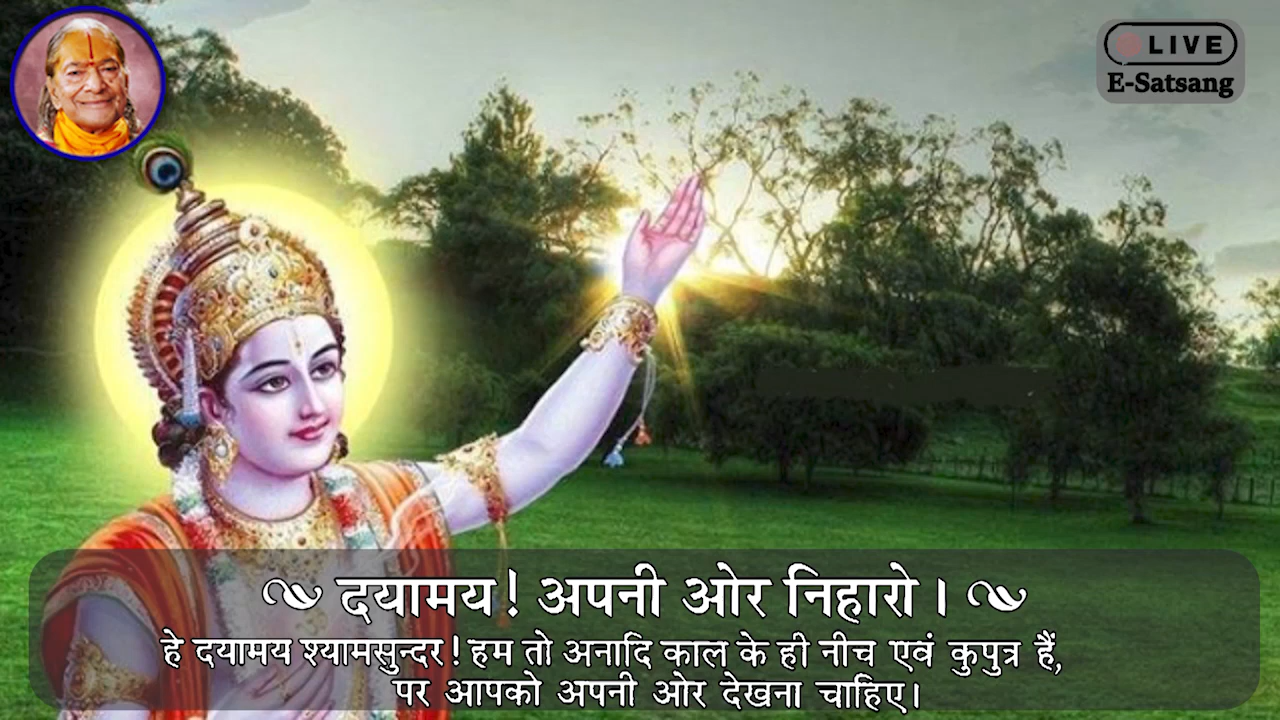 LIVE
E-Satsang
दयामय! अपनी ओर निहारो।
हे दयामय श्यामसुन्दर! हम तो अनादि काल के ही नीच एवं कुपुत्र हैं,
पर आपको अपनी ओर देखना चाहिए।